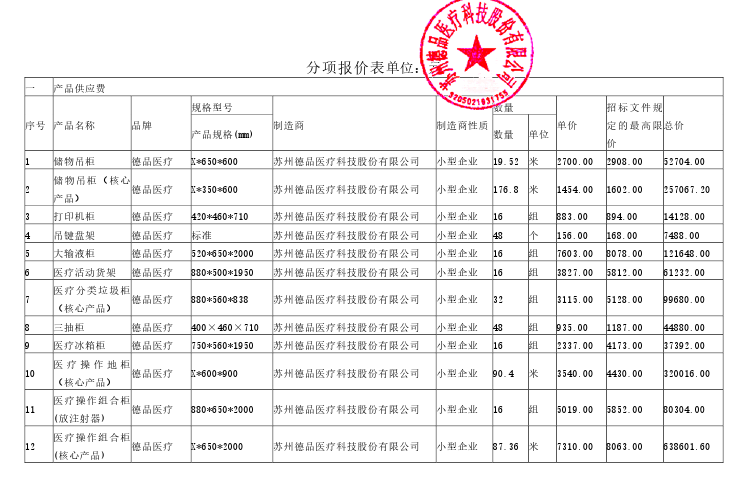 苏州德品医疗科技股份有限公司
3205021031755
分项报价表单位:
一 产品供应费
序号 产品名称 品牌 规格型号 产品规格(mm) 制造商 制造商性质 数量 数量 单位 单价 招标文件规定的最高限价 总价
1 储物吊柜 德品医疗 X*650*600 苏州德品医疗科技股份有限公司 小型企业 19.52 米 2700.00 2908.00 52704.00
2 储物吊柜（核心产品） 德品医疗 X*350*600 苏州德品医疗科技股份有限公司 小型企业 176.8 米 1454.00 1602.00 257067.20
3 打印机柜 德品医疗 420*460*710 苏州德品医疗科技股份有限公司 小型企业 16 组 883.00 894.00 14128.00
4 吊键盘架 德品医疗 标准 苏州德品医疗科技股份有限公司 小型企业 48 个 156.00 168.00 7488.00
5 大输液柜 德品医疗 520*650*2000 苏州德品医疗科技股份有限公司 小型企业 16 组 7603.00 8078.00 121648.00
6 医疗活动货架 德品医疗 880*500*1950 苏州德品医疗科技股份有限公司 小型企业 16 组 3827.00 5812.00 61232.00
7 医疗分类垃圾柜（核心产品） 德品医疗 880*560*838 苏州德品医疗科技股份有限公司 小型企业 32 组 3115.00 5128.00 99680.00
8 三抽柜 德品医疗 400×460×710 苏州德品医疗科技股份有限公司 小型企业 48 组 935.00 1187.00 44880.00
9 医疗冰箱柜 德品医疗 750*560*1950 苏州德品医疗科技股份有限公司 小型企业 16 组 2337.00 4173.00 37392.00
10 医疗操作地柜（核心产品） 德品医疗 X*600*900 苏州德品医疗科技股份有限公司 小型企业 90.4 米 3540.00 4430.00 320016.00
11 医疗操作组合柜(放注射器) 德品医疗 880*650*2000 苏州德品医疗科技股份有限公司 小型企业 16 组 5019.00 5852.00 80304.00
12 医疗操作组合柜(核心产品) 德品医疗 X*650*2000 苏州德品医疗科技股份有限公司 小型企业 87.36 米 7310.00 8063.00 638601.60